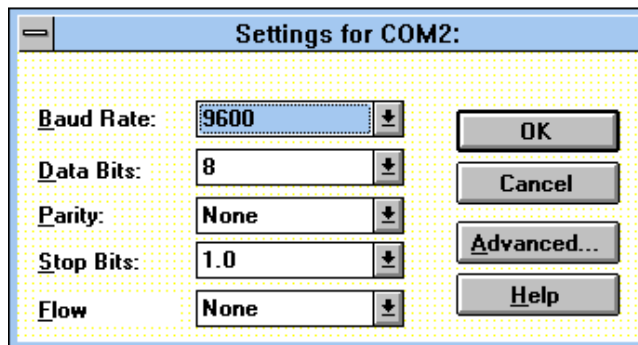 Settings for COM2:
Baud Rate: 9600
Data Bits: 8
Parity: None
Stop Bits: 1.0
Flow None
OK
Cancel
Advanced...
Help